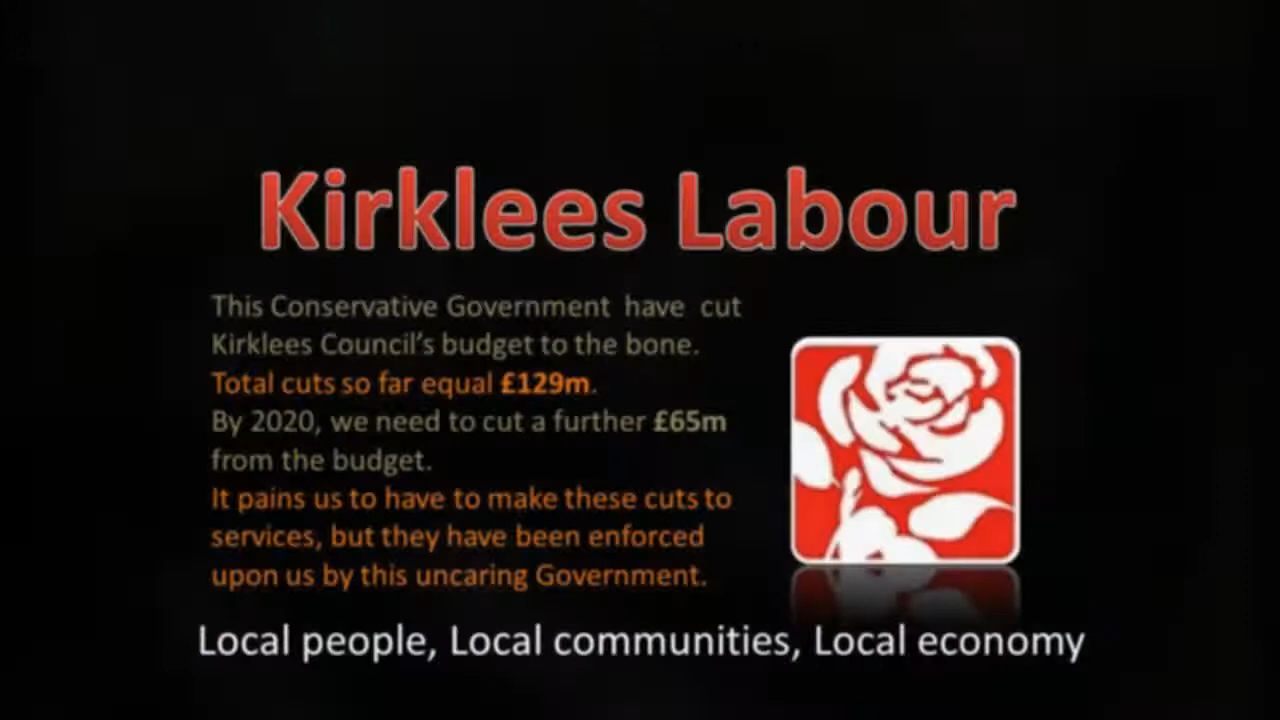 Kirklees Labour
This Conservative Government have cut
Kirklees Council's budget to the bone.
Total cuts so far equal £129m.
By 2020, we need to cut a further £65m
from the budget.
It pains us to have to make these cuts to
services, but they have been enforced
upon us by this uncaring Government.
Local people, Local communities, Local economy